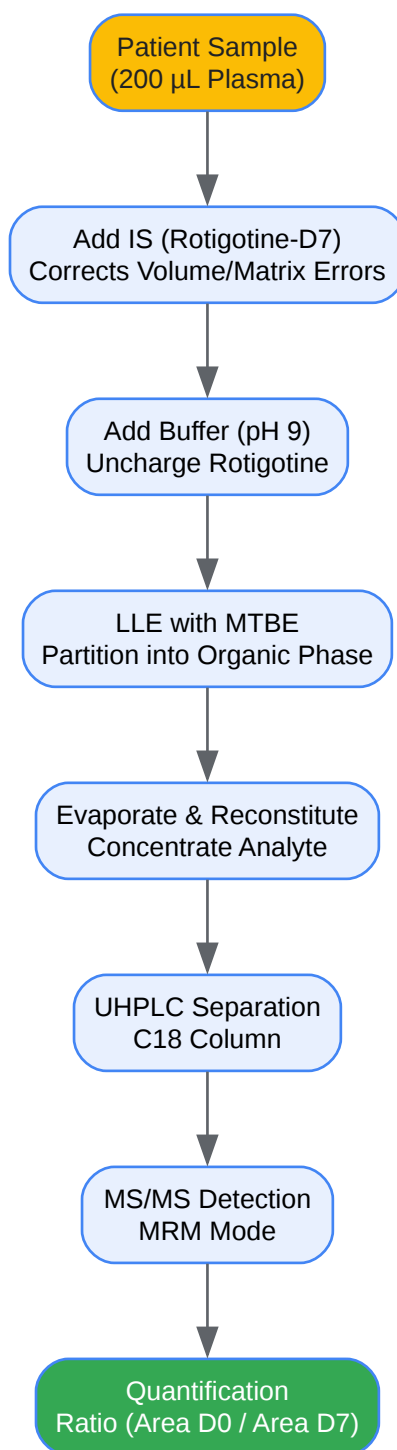 Patient Sample
(200 µL Plasma)
Add IS (Rotigotine-D7)
Corrects Volume/Matrix Errors
Add Buffer (pH 9)
Uncharge Rotigotine
LLE with MTBE
Partition into Organic Phase
Evaporate & Reconstitute
Concentrate Analyte
UHPLC Separation
C18 Column
MS/MS Detection
MRM Mode
Quantification
Ratio (Area D0 / Area D7)